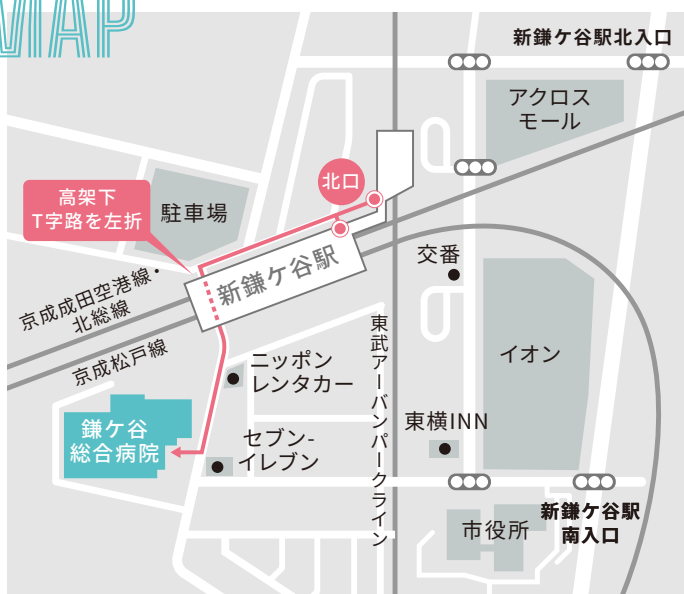 MAP
新鎌ケ谷駅北入口
アクロス
モール
北口
高架下
T字路を左折
駐車場
新鎌ケ谷駅
交番
京成成田空港線・
北総線
京成松戸線
東武アーバンパークライン
イオン
ニッポン
レンタカー
東横INN
鎌ケ谷
総合病院
セブン-
イレブン
新鎌ケ谷駅
南入口
市役所